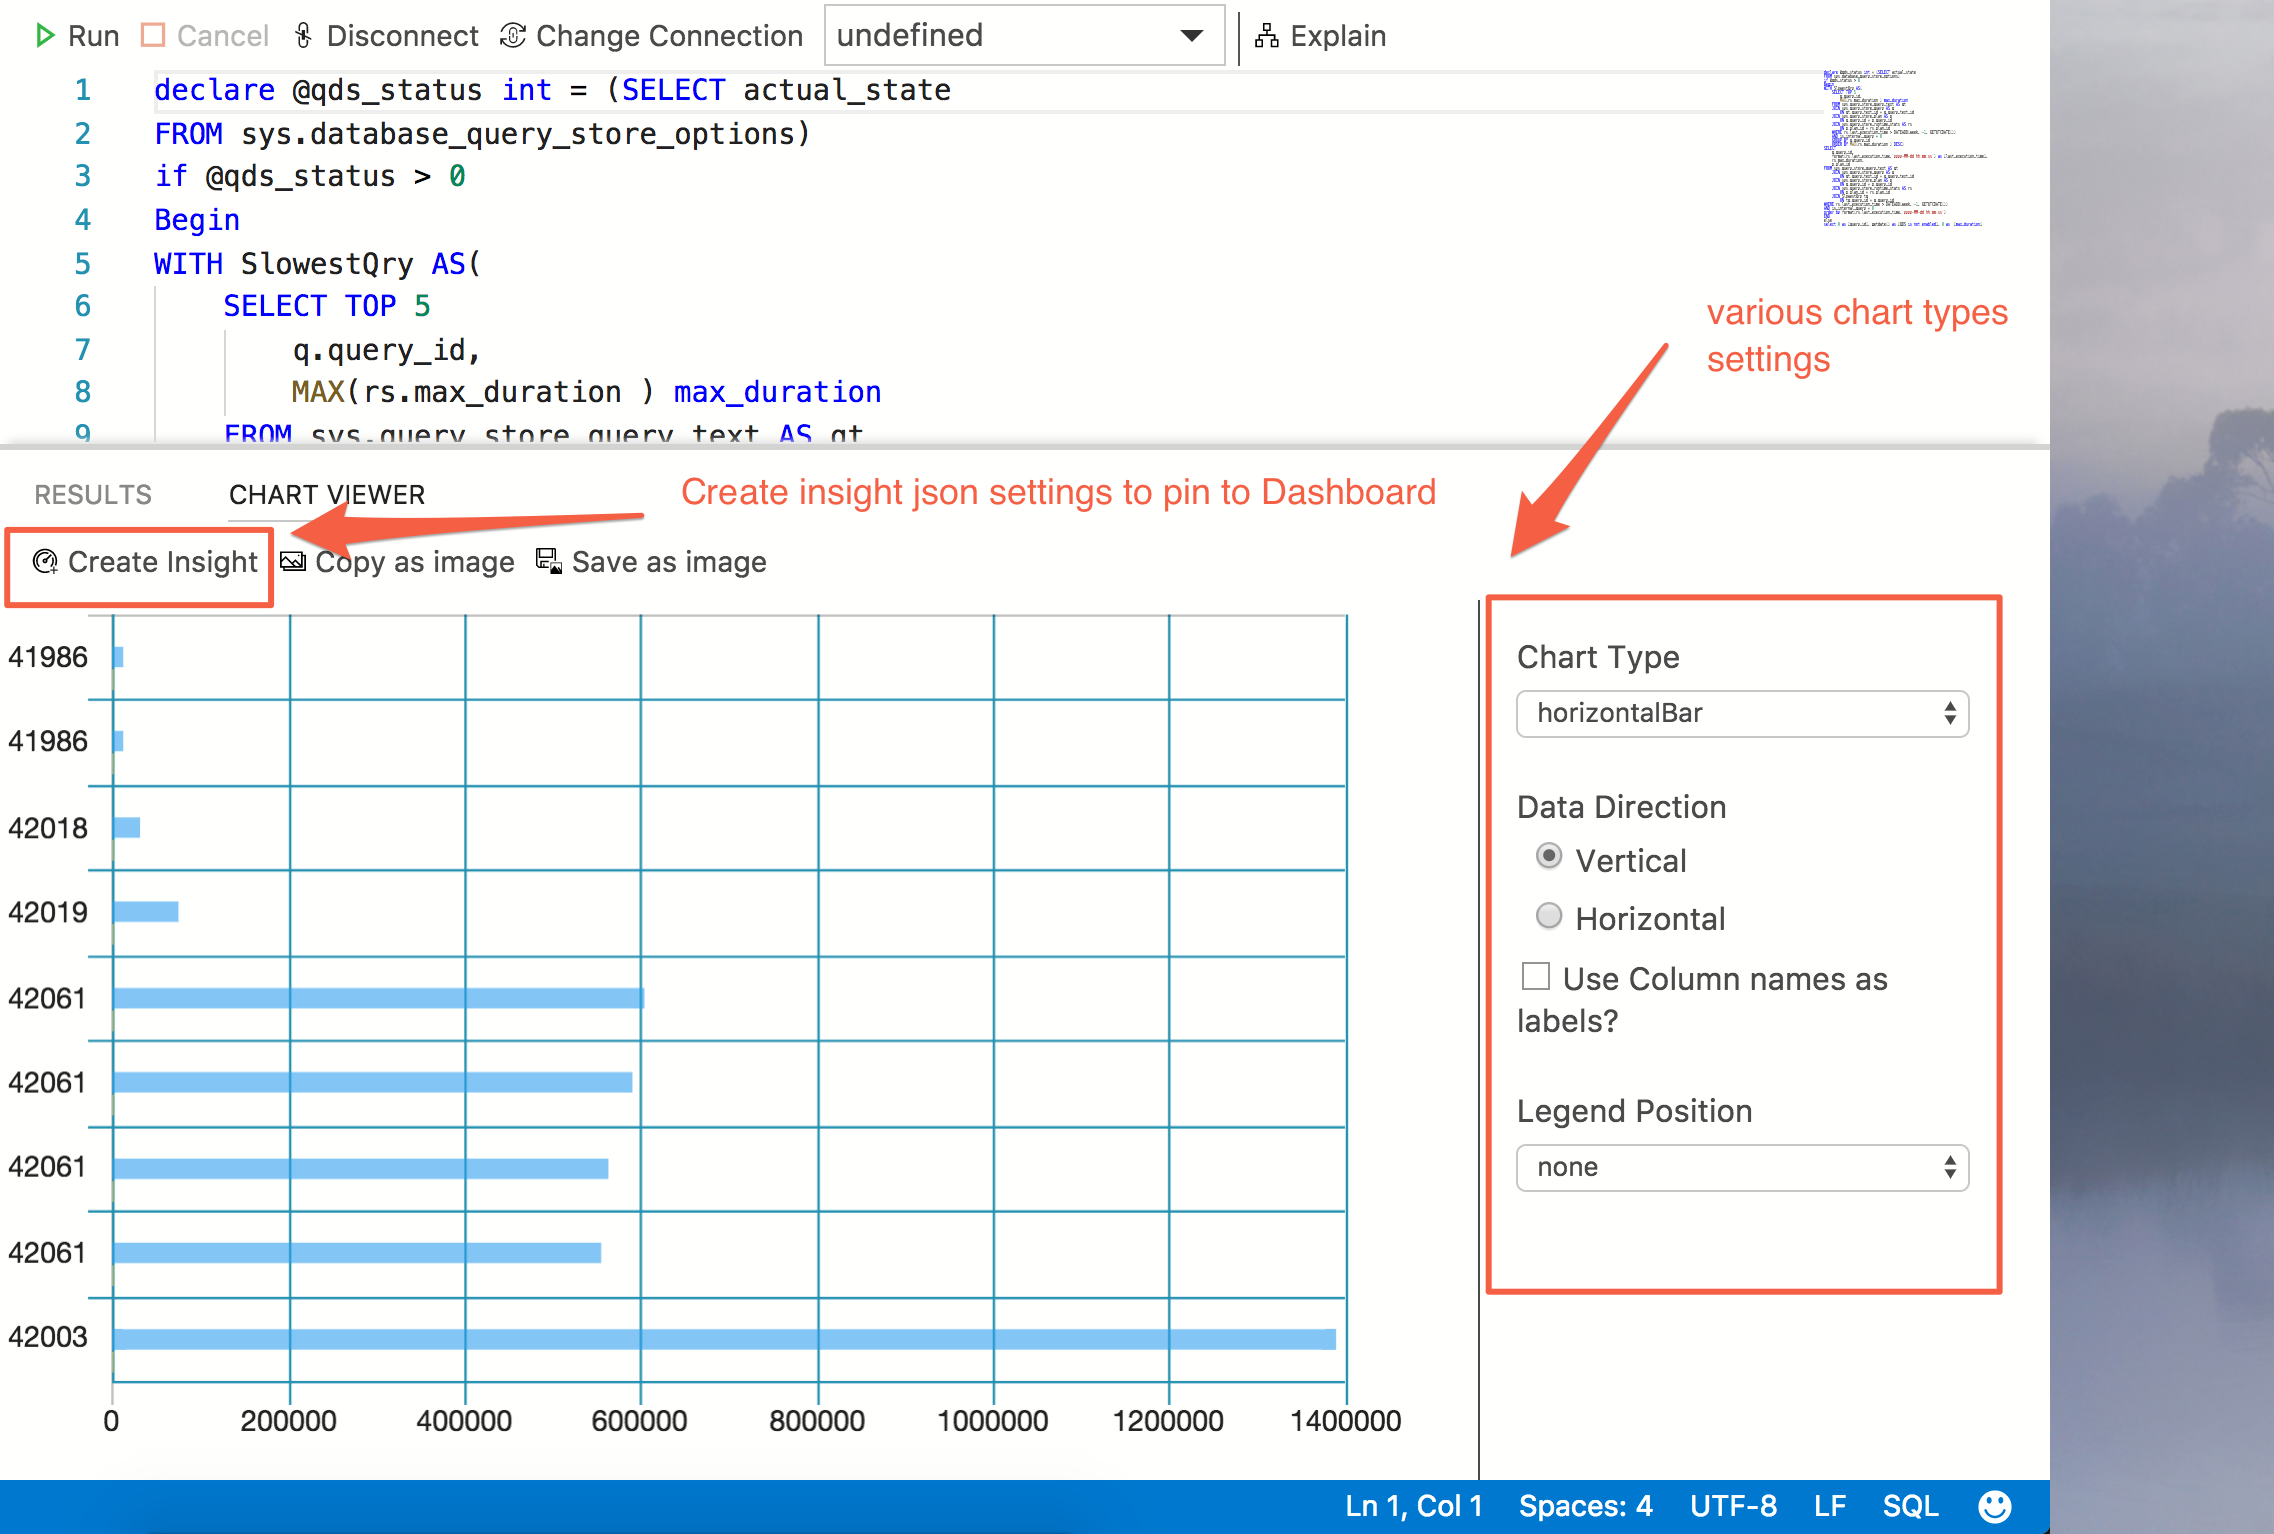 Run Cancel Disconnect Change Connection undefined Explain
1 declare @qds_status int = (SELECT actual_state
2 FROM sys.database_query_store_options)
3 if @qds_status > 0
4 Begin
5 WITH SlowestQry AS(
6 SELECT TOP 5
7 q.query_id,
8 MAX(rs.max_duration ) max_duration
9 FROM sys.query_store_query_text AS qt
various chart types
settings
RESULTS CHART VIEWER
Create insight json settings to pin to Dashboard
Create Insight Copy as image Save as image
41986
41986
42018
42019
42061
42061
42061
42061
42003
0 200000 400000 600000 800000 1000000 1200000 1400000
Chart Type
horizontalBar
Data Direction
Vertical
Horizontal
Use Column names as
labels?
Legend Position
none
Ln 1, Col 1 Spaces: 4 UTF-8 LF SQL